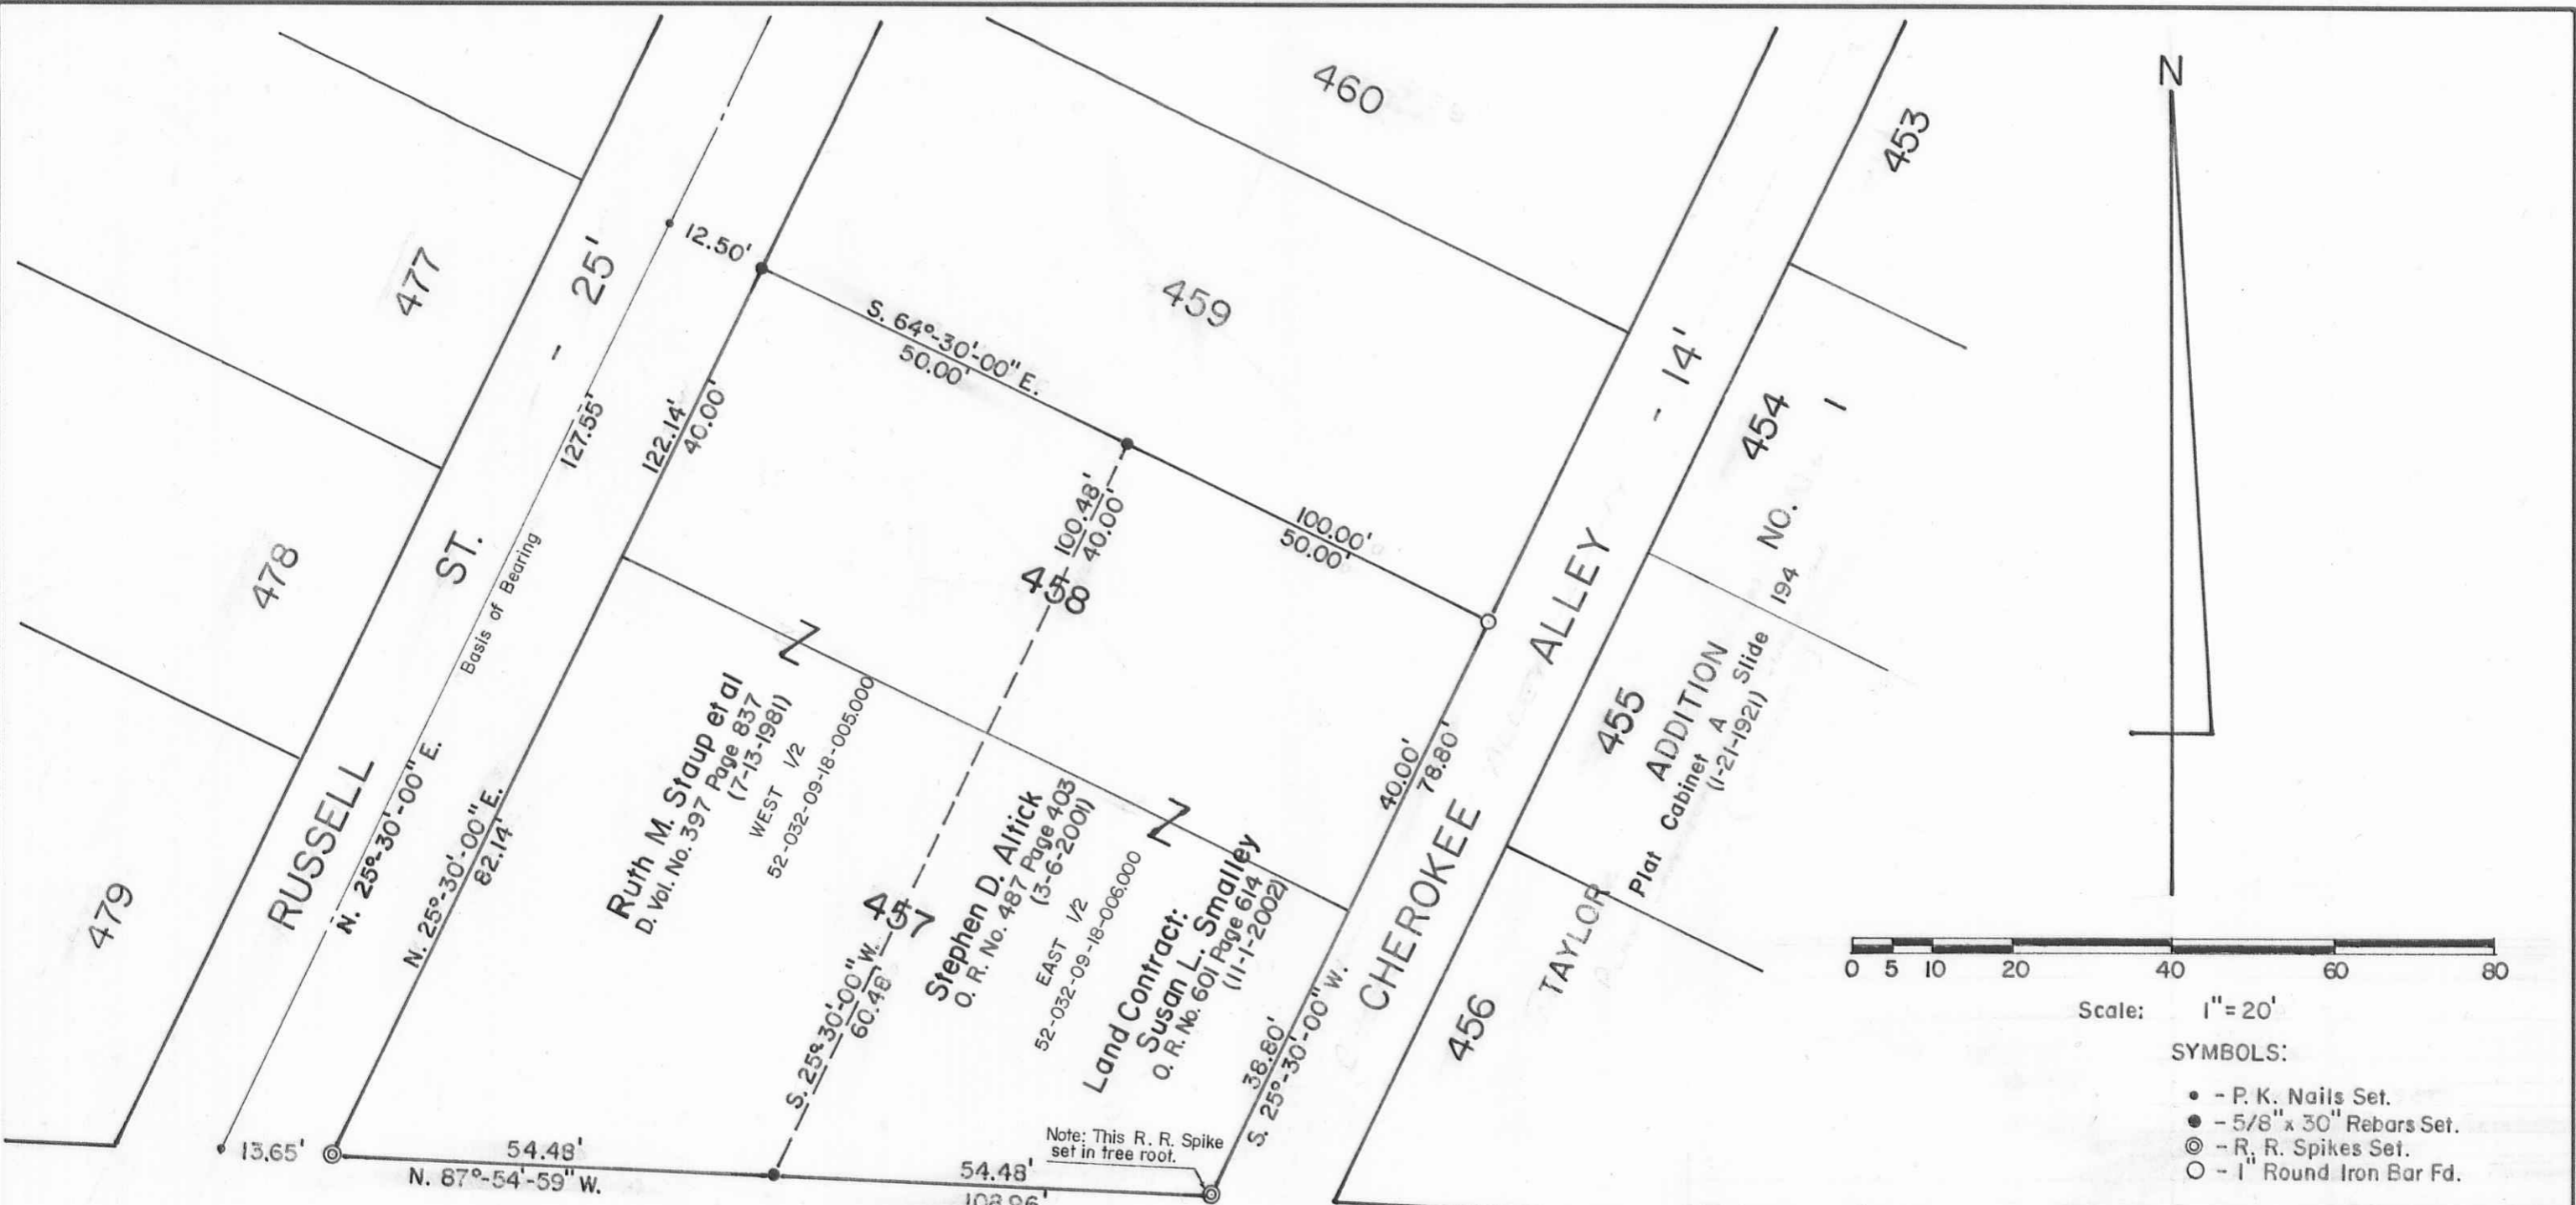 N
460
453
477
25'
-
12.50'
459
S. 64°-30'-00" E.
50.00'
ST.
127.55'
122.14'
40.00'
100.48'
40.00'
458
100.00'
50.00'
- 14'
454
478
Basis of Bearing
ALLEY
455
TAYLOR ADDITION NO. 1
Plat Cabinet A Slide 194
(1-21-1921)
RUSSELL
N. 25°-30'-00" E.
N. 25°-30'-00" E.
82.14'
Ruth M. Staup et al
D. Vol. No. 397 Page 837
(7-13-1981)
WEST 1/2
52-032-09-18-005.000
457
S. 25°-30'-00" W.
60.48'
Stephen D. Altick
O. R. No. 487 Page 403
(3-6-2001)
EAST 1/2
52-032-09-18-006.000
Land Contract:
Susan L. Smalley
O. R. No. 601 Page 614
(11-1-2002)
40.00'
78.80'
38.80'
S. 25°-30'-00" W.
CHEROKEE
456
479
13.65'
54.48'
N. 87°-54'-59" W.
54.48'
108.96'
Note: This R. R. Spike
set in tree root.
0 5 10 20 40 60 80
Scale: 1" = 20'
SYMBOLS:
- P. K. Nails Set.
- 5/8" x 30" Rebars Set.
- R. R. Spikes Set.
- 1" Round Iron Bar Fd.